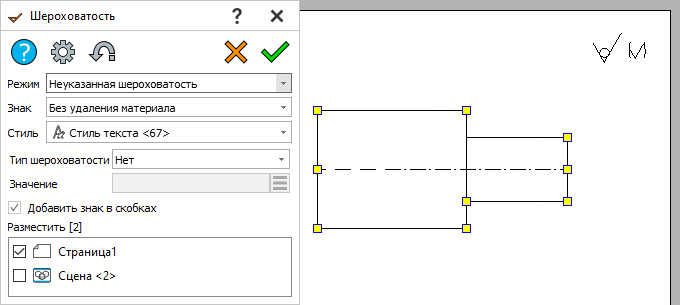 Шероховатость
Режим Неуказанная шероховатость
Знак Без удаления материала
Стиль Стиль текста <67>
Тип шероховатости Нет
Значение
Добавить знак в скобках
Разместить [2]
Страница1
Сцена <2>